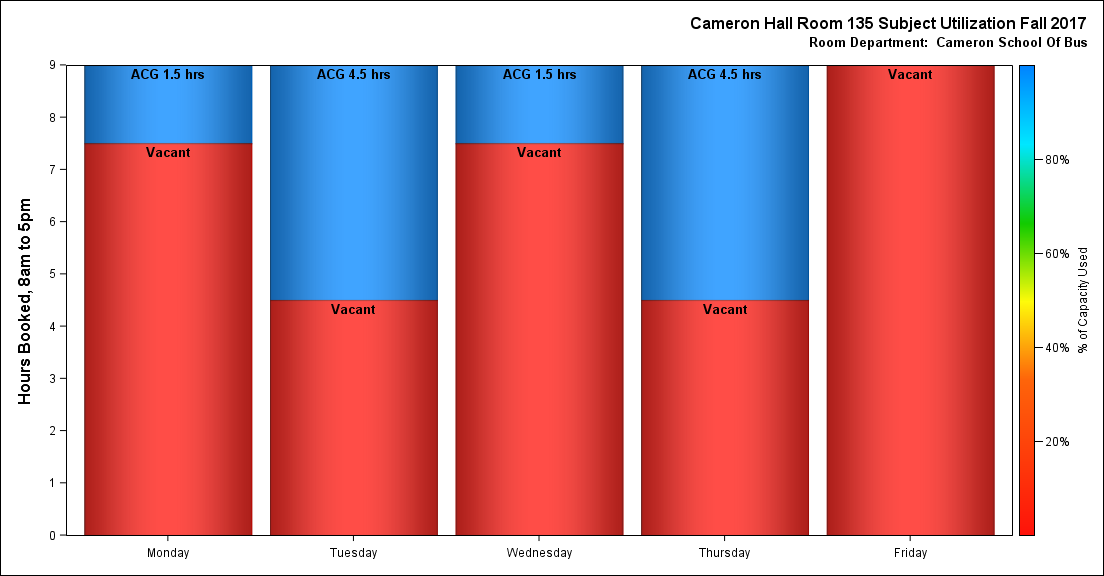 Cameron Hall Room 135 Subject Utilization Fall 2017
Room Department:  Cameron School Of Bus
Hours Booked, 8am to 5pm
9
8
7
6
5
4
3
2
1
0
ACG 1.5 hrs
ACG 4.5 hrs
ACG 1.5 hrs
ACG 4.5 hrs
Vacant
Vacant
Vacant
Vacant
Vacant
Monday
Tuesday
Wednesday
Thursday
Friday
80%
60%
40%
20%
% of Capacity Used